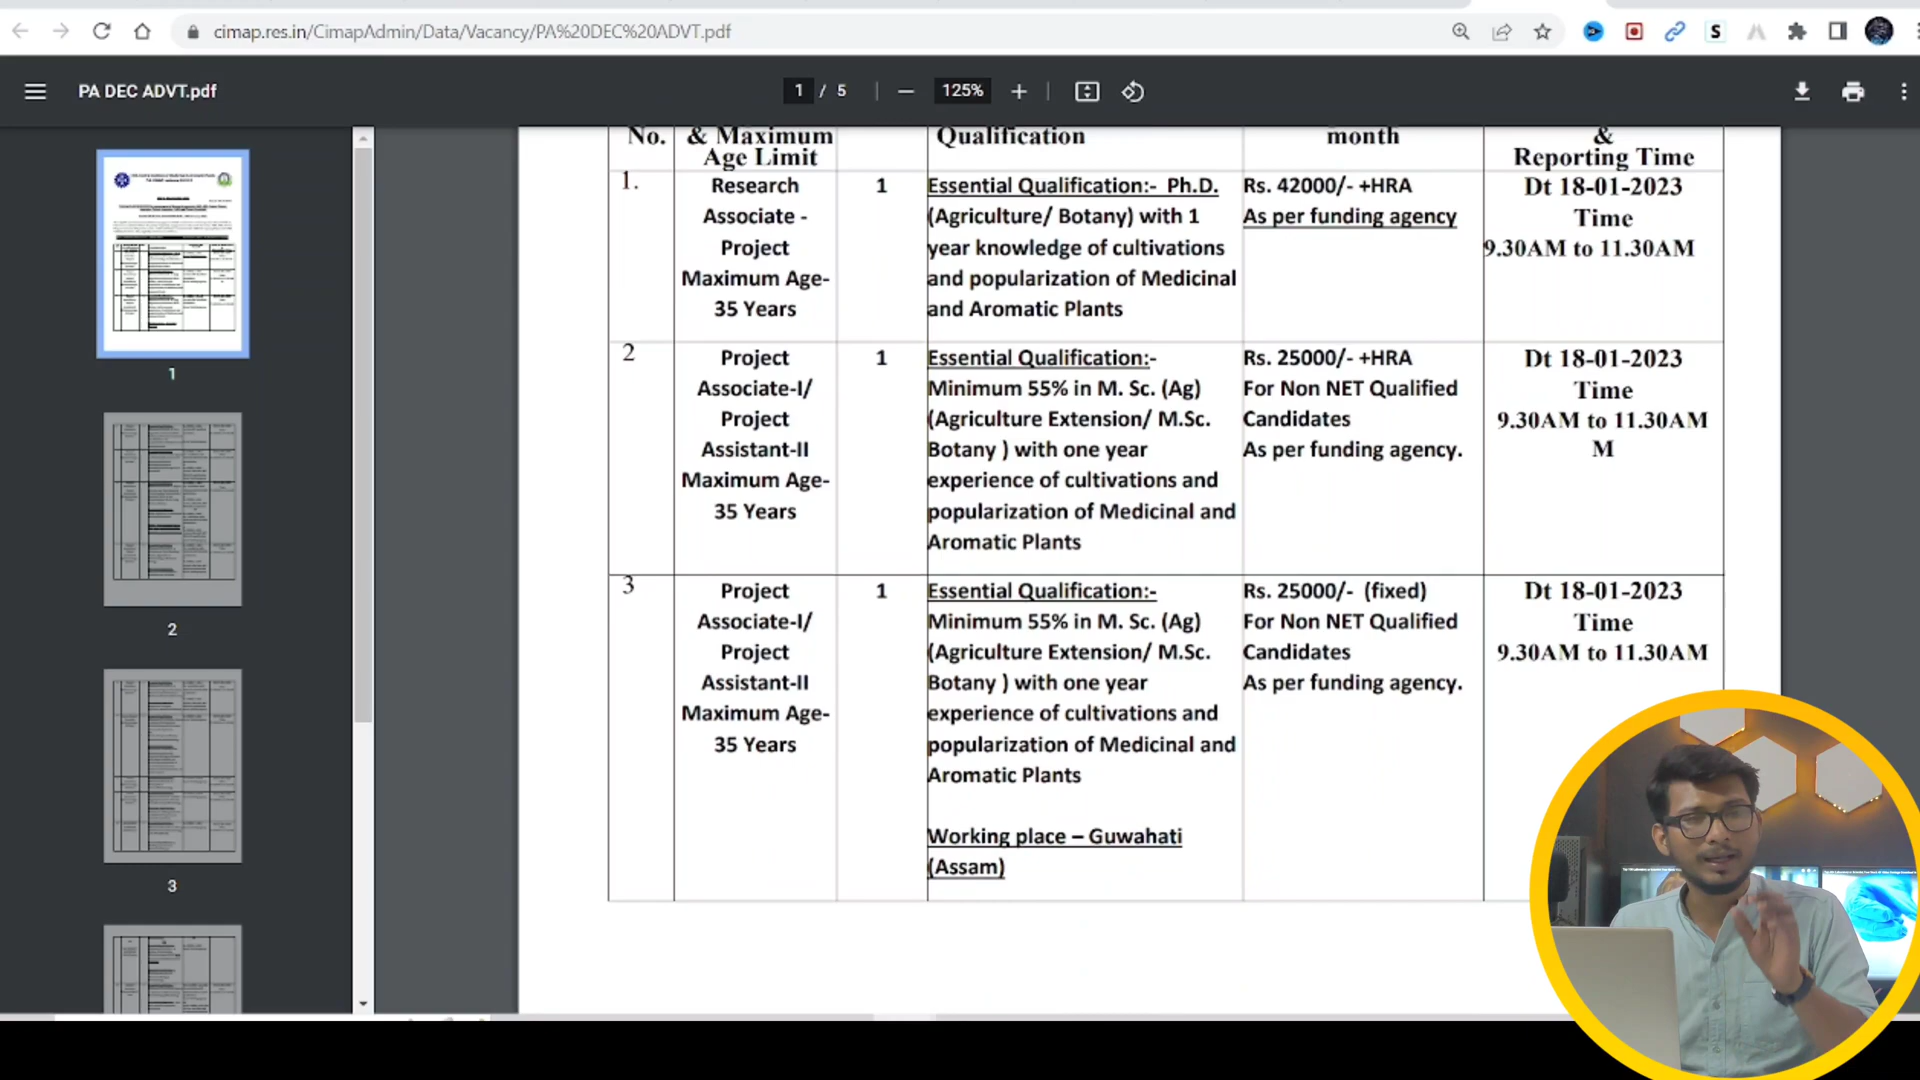 cimap.res.in/CimapAdmin/Data/Vacancy/PA%20DEC%20ADVT.pdf
S
PA DEC ADVT.pdf
1 / 5
125%
No.
& Maximum
Age Limit
Qualification
month
&
Reporting Time
1.
Research
Associate -
Project
Maximum Age-
35 Years
1
Essential Qualification:- Ph.D.
(Agriculture/ Botany) with 1
year knowledge of cultivations
and popularization of Medicinal
and Aromatic Plants
Rs. 42000/- +HRA
As per funding agency
Dt 18-01-2023
Time
9.30AM to 11.30AM
2
Project
Associate-I/
Project
Assistant-II
Maximum Age-
35 Years
1
Essential Qualification:-
Minimum 55% in M. Sc. (Ag)
(Agriculture Extension/ M.Sc.
Botany ) with one year
experience of cultivations and
popularization of Medicinal and
Aromatic Plants
Rs. 25000/- +HRA
For Non NET Qualified
Candidates
As per funding agency.
Dt 18-01-2023
Time
9.30AM to 11.30AM
M
3
Project
Associate-I/
Project
Assistant-II
Maximum Age-
35 Years
1
Essential Qualification:-
Minimum 55% in M. Sc. (Ag)
(Agriculture Extension/ M.Sc.
Botany ) with one year
experience of cultivations and
popularization of Medicinal and
Aromatic Plants
Working place – Guwahati
(Assam)
Rs. 25000/- (fixed)
For Non NET Qualified
Candidates
As per funding agency.
Dt 18-01-2023
Time
9.30AM to 11.30AM
1
2
3